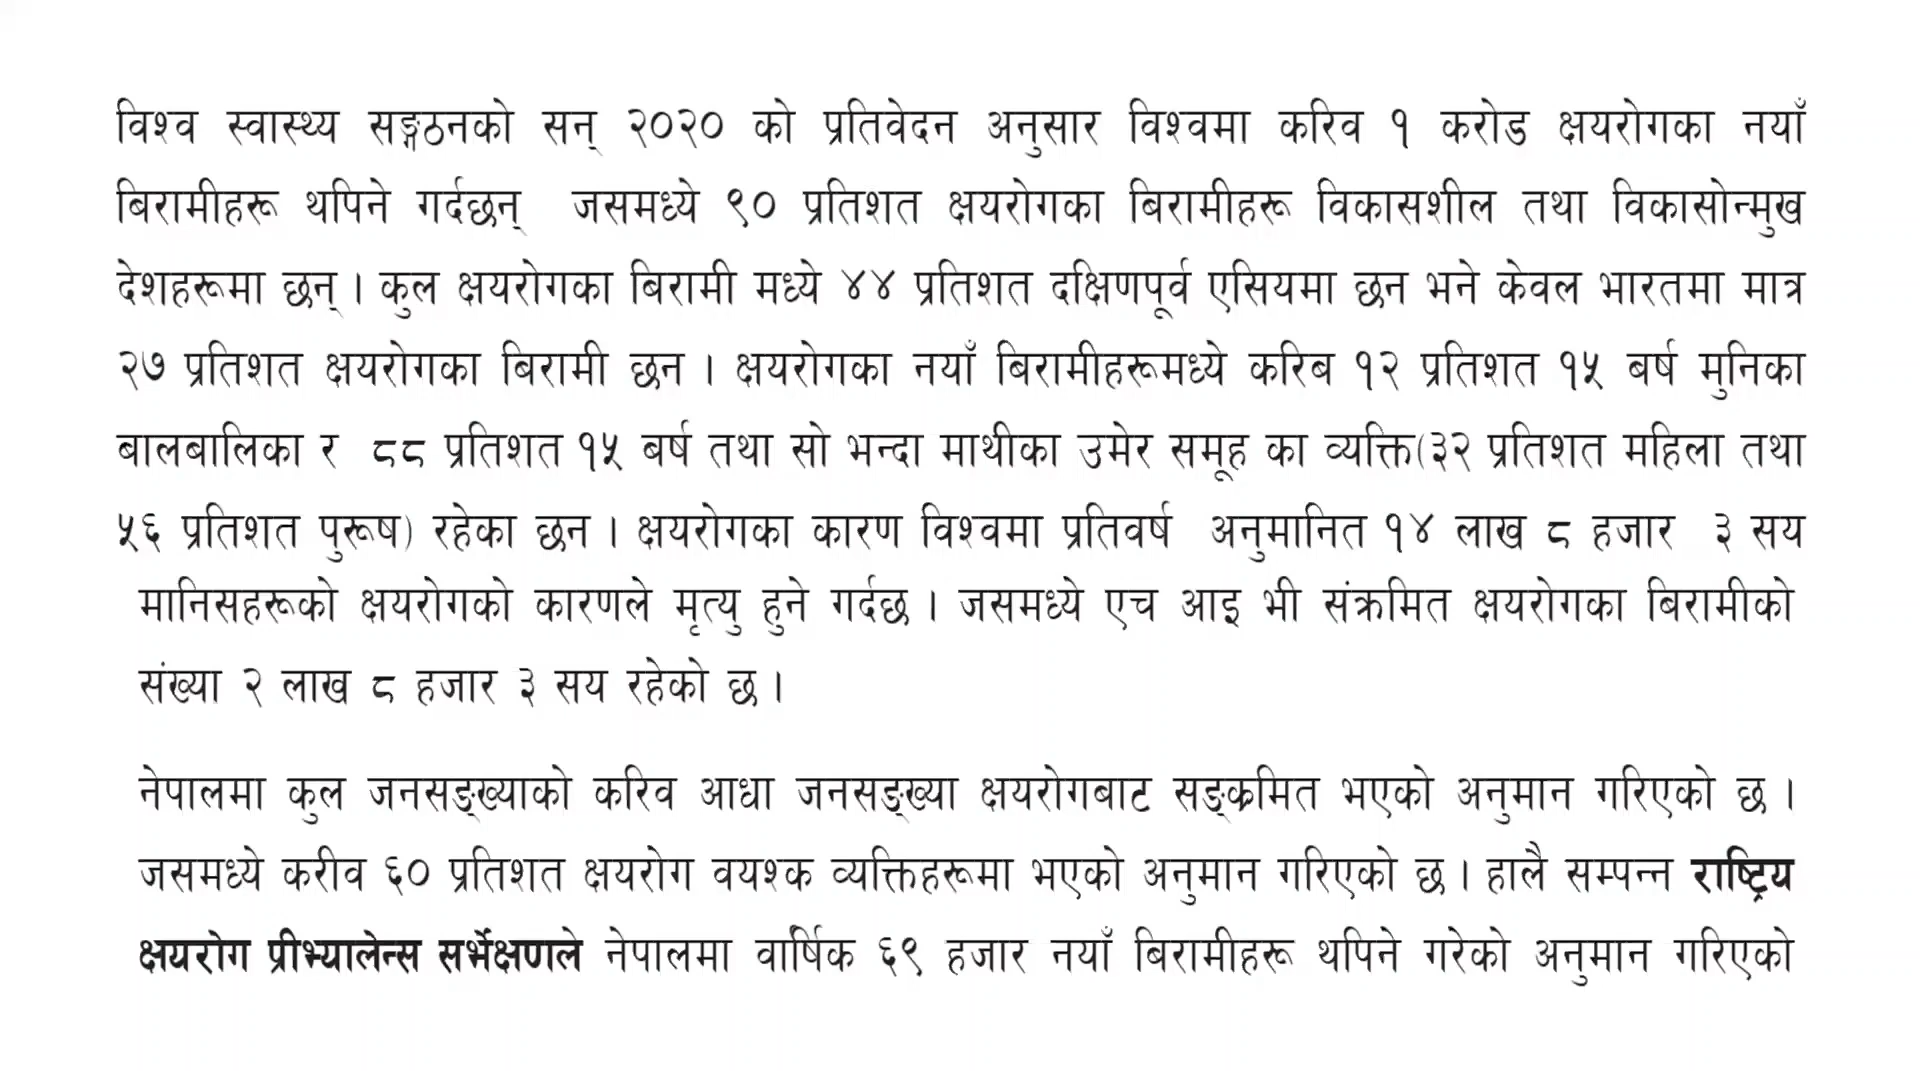 विश्व स्वास्थ्य सङ्गठनको सन् २०२० को प्रतिवेदन अनुसार विश्वमा करिव १ करोड क्षयरोगका नयाँ
बिरामीहरू थपिने गर्दछन् जसमध्ये ९० प्रतिशत क्षयरोगका बिरामीहरू विकासशील तथा विकासोन्मुख
देशहरूमा छन् । कुल क्षयरोगका बिरामी मध्ये ४४ प्रतिशत दक्षिणपूर्व एसियमा छन भने केवल भारतमा मात्र
२७ प्रतिशत क्षयरोगका बिरामी छन । क्षयरोगका नयाँ बिरामीहरूमध्ये करिब १२ प्रतिशत १५ बर्ष मुनिका
बालबालिका र ८८ प्रतिशत १५ बर्ष तथा सो भन्दा माथीका उमेर समूह का व्यक्ति(३२ प्रतिशत महिला तथा
५६ प्रतिशत पुरूष) रहेका छन । क्षयरोगका कारण विश्वमा प्रतिवर्ष अनुमानित १४ लाख ८ हजार ३ सय
मानिसहरूको क्षयरोगको कारणले मृत्यु हुने गर्दछ । जसमध्ये एच आइ भी संक्रमित क्षयरोगका बिरामीको
संख्या २ लाख ८ हजार ३ सय रहेको छ ।
नेपालमा कुल जनसङ्ख्याको करिव आधा जनसङ्ख्या क्षयरोगबाट सङ्क्रमित भएको अनुमान गरिएको छ ।
जसमध्ये करीव ६० प्रतिशत क्षयरोग वयश्क व्यक्तिहरूमा भएको अनुमान गरिएको छ । हालै सम्पन्न राष्ट्रिय
क्षयरोग प्रीभ्यालेन्स सर्भेक्षणले नेपालमा वार्षिक ६९ हजार नयाँ बिरामीहरू थपिने गरेको अनुमान गरिएको